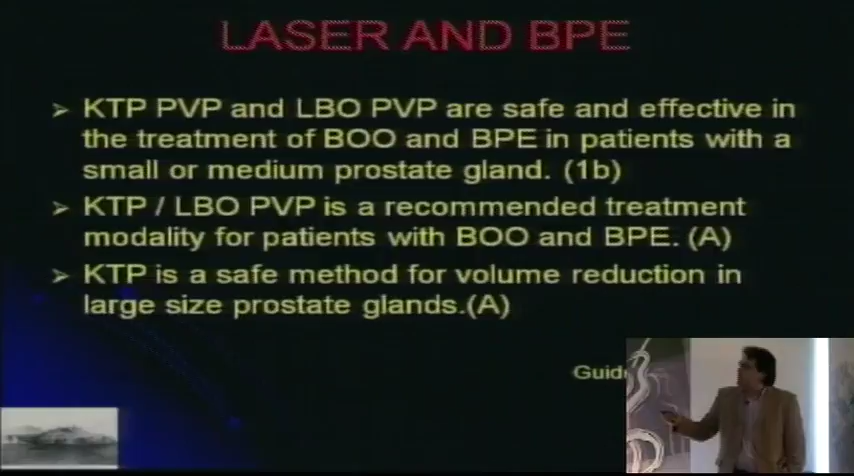 LASER AND BPE
➢ KTP PVP and LBO PVP are safe and effective in
the treatment of BOO and BPE in patients with a
small or medium prostate gland. (1b)
➢ KTP / LBO PVP is a recommended treatment
modality for patients with BOO and BPE. (A)
➢ KTP is a safe method for volume reduction in
large size prostate glands.(A)